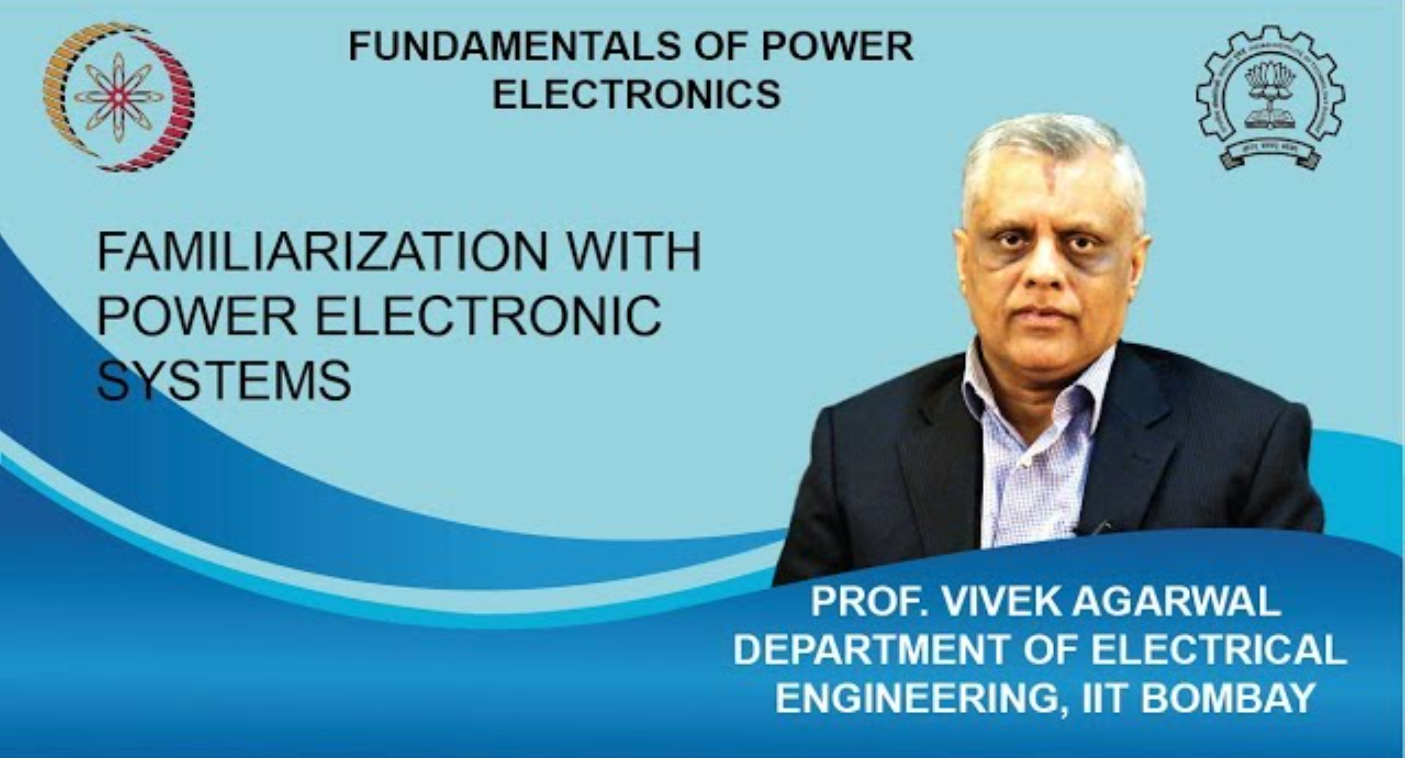 FUNDAMENTALS OF POWER
ELECTRONICS
FAMILIARIZATION WITH
POWER ELECTRONIC
SYSTEMS
PROF. VIVEK AGARWAL
DEPARTMENT OF ELECTRICAL
ENGINEERING, IIT BOMBAY